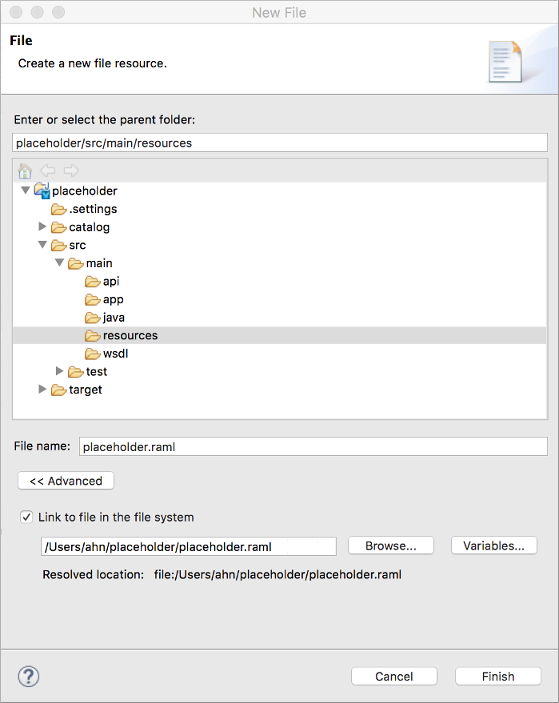 New File
File
Create a new file resource.
Enter or select the parent folder:
placeholder/src/main/resources
placeholder
.settings
catalog
src
main
api
app
java
resources
wsdl
test
target
File name: placeholder.raml
<< Advanced
Link to file in the file system
/Users/ahn/placeholder/placeholder.raml Browse... Variables...
Resolved location: file:/Users/ahn/placeholder/placeholder.raml
? Cancel Finish